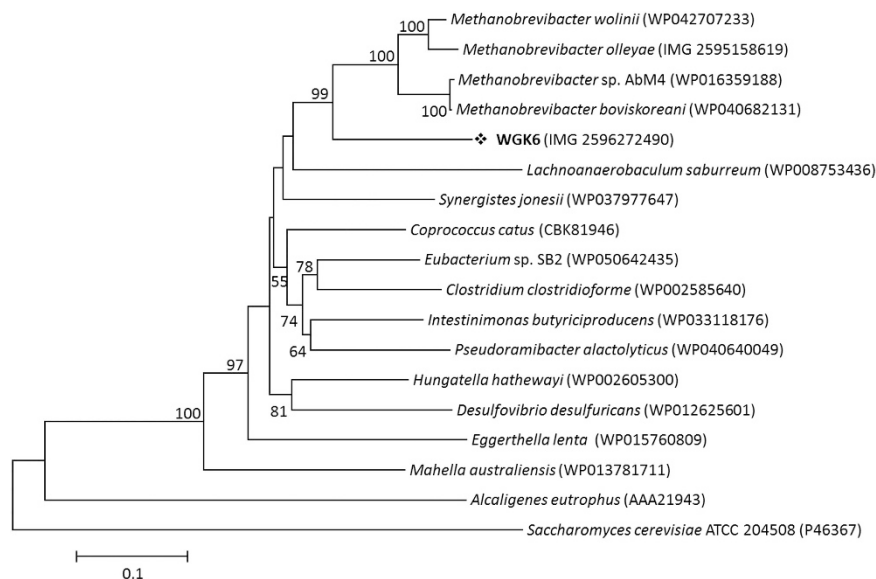 100
Methanobrevibacter wolinii (WP042707233)
Methanobrevibacter olleyae (IMG 2595158619)
100
Methanobrevibacter sp. AbM4 (WP016359188)
99
100
Methanobrevibacter boviskoreani (WP040682131)
❖ WGK6 (IMG 2596272490)
Lachnoanaerobaculum saburreum (WP008753436)
Synergistes jonesii (WP037977647)
Coprococcus catus (CBK81946)
78
Eubacterium sp. SB2 (WP050642435)
55
Clostridium clostridioforme (WP002585640)
74
Intestinimonas butyriciproducens (WP033118176)
64
Pseudoramibacter alactolyticus (WP040640049)
97
Hungatella hathewayi (WP002605300)
81
Desulfovibrio desulfuricans (WP012625601)
100
Eggerthella lenta (WP015760809)
Mahella australiensis (WP013781711)
Alcaligenes eutrophus (AAA21943)
Saccharomyces cerevisiae ATCC 204508 (P46367)
0.1